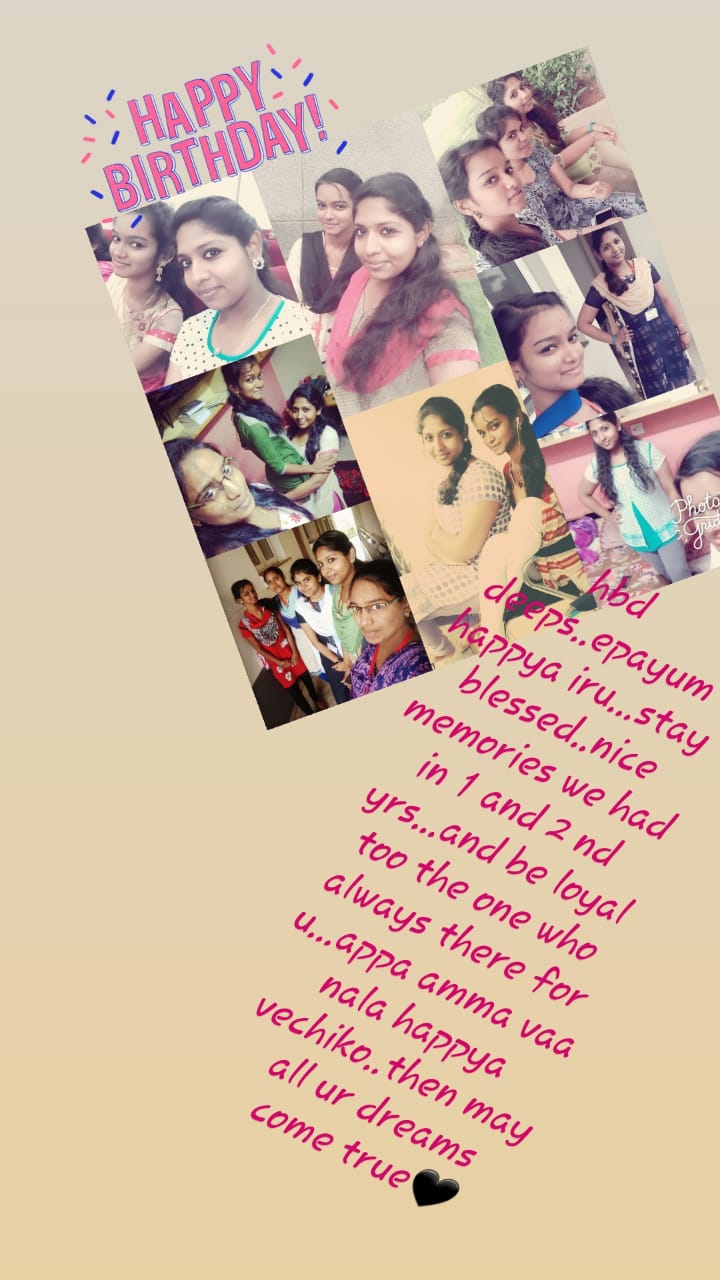 HAPPY
BIRTHDAY!
Photo
Grid
hbd
deeps..epayum
happya iru...stay
blessed..nice
memories we had
in 1 and 2 nd
yrs...and be loyal
too the one who
always there for
u...appa amma vaa
nala happya
vechiko..then may
all ur dreams
come true🖤